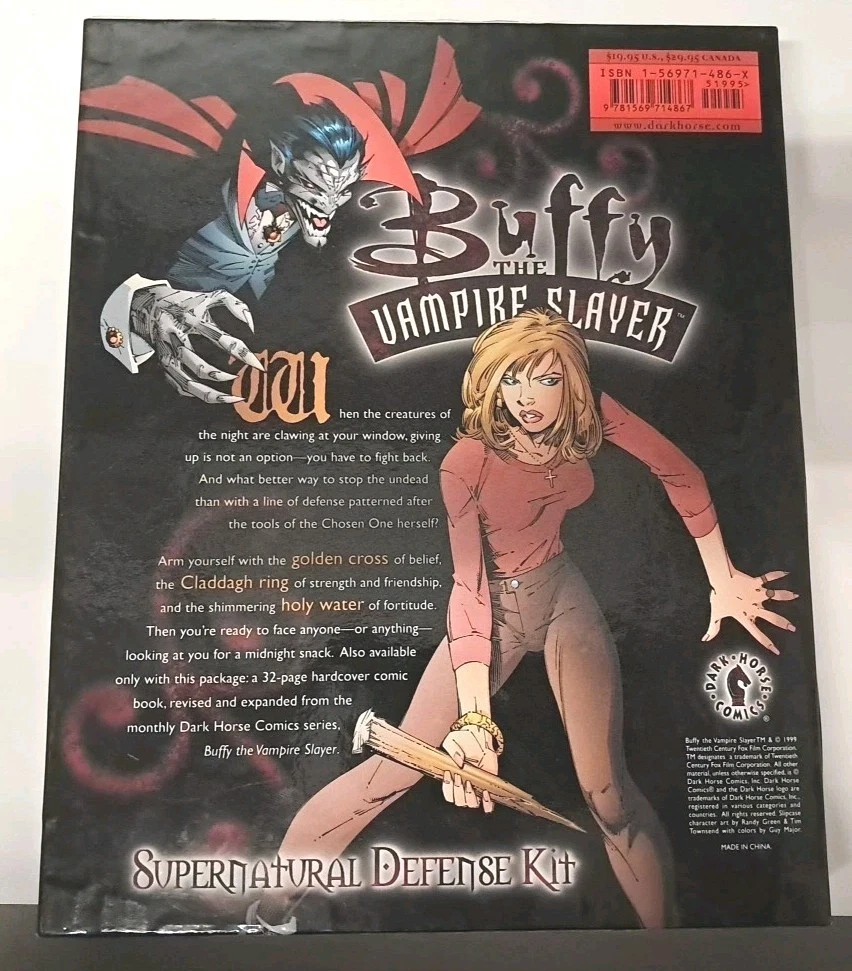 $19.95 U.S., $29.95 CANADA
ISBN 1-56971-486-X
51995>
9 781569 714867
www.darkhorse.com
Buffy
THE
VAMPIRE SLAYER™
When the creatures of
the night are clawing at your window, giving
up is not an option—you have to fight back.
And what better way to stop the undead
than with a line of defense patterned after
the tools of the Chosen One herself?
Arm yourself with the golden cross of belief,
the Claddagh ring of strength and friendship,
and the shimmering holy water of fortitude.
Then you're ready to face anyone—or anything—
looking at you for a midnight snack. Also available
only with this package: a 32-page hardcover comic
book, revised and expanded from the
monthly Dark Horse Comics series,
Buffy the Vampire Slayer.
DARK HORSE COMICS®
Buffy the Vampire Slayer™ & © 1999
Twentieth Century Fox Film Corporation.
TM designates a trademark of Twentieth
Century Fox Film Corporation. All other
material, unless otherwise specified, is ©
Dark Horse Comics, Inc. Dark Horse
Comics® and the Dark Horse logo are
trademarks of Dark Horse Comics, Inc.,
registered in various categories and
countries. All rights reserved. Slipcase
character art by Randy Green & Tim
Townsend with colors by Guy Major.
MADE IN CHINA.
SUPERNATURAL DEFENSE KIT